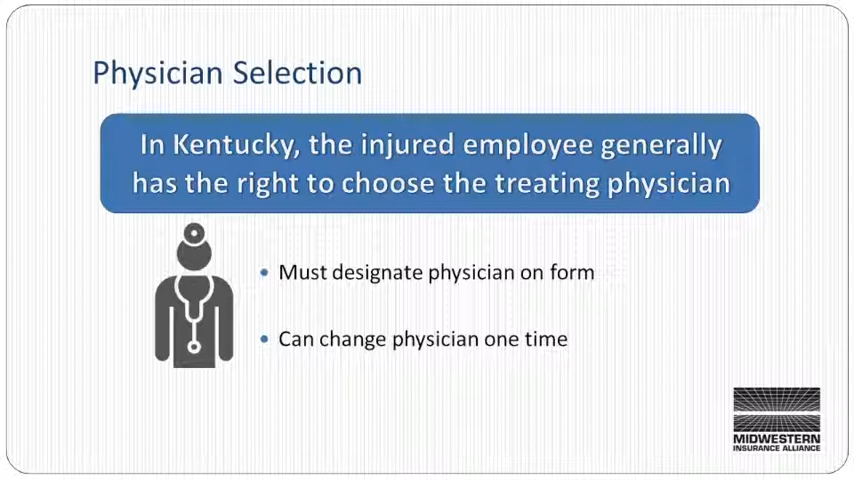 Physician Selection
In Kentucky, the injured employee generally
has the right to choose the treating physician
• Must designate physician on form
• Can change physician one time
MIDWESTERN
INSURANCE ALLIANCE